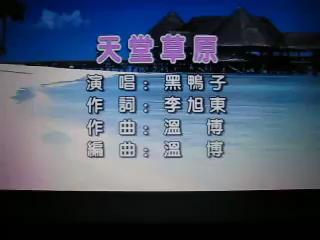 天堂草原
演 唱: 黑鴨子
作 詞: 李旭東
作 曲: 溫 博
編 曲: 溫 博